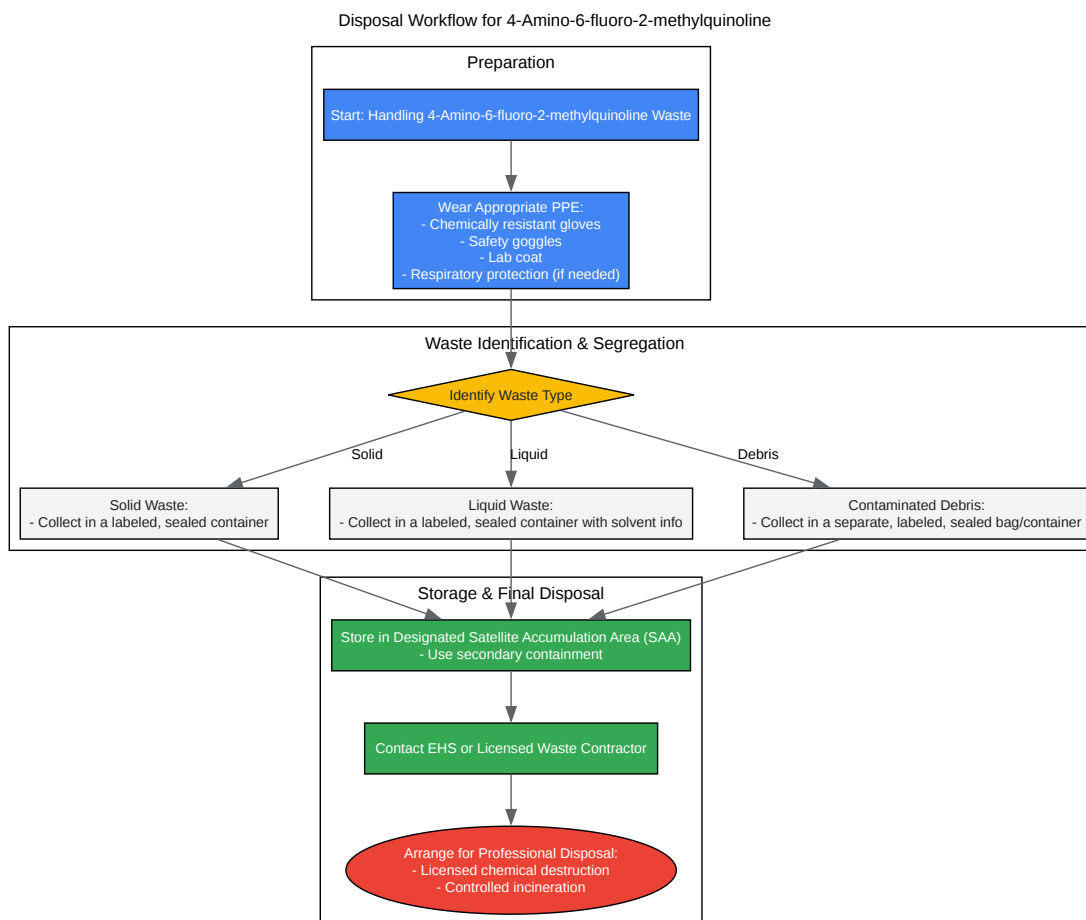 Disposal Workflow for 4-Amino-6-fluoro-2-methylquinoline
Preparation
Start: Handling 4-Amino-6-fluoro-2-methylquinoline Waste
Wear Appropriate PPE:
- Chemically resistant gloves
- Safety goggles
- Lab coat
- Respiratory protection (if needed)
Waste Identification & Segregation
Identify Waste Type
Solid
Liquid
Debris
Solid Waste:
- Collect in a labeled, sealed container
Liquid Waste:
- Collect in a labeled, sealed container with solvent info
Contaminated Debris:
- Collect in a separate, labeled, sealed bag/container
Storage & Final Disposal
Store in Designated Satellite Accumulation Area (SAA)
- Use secondary containment
Contact EHS or Licensed Waste Contractor
Arrange for Professional Disposal:
- Licensed chemical destruction
- Controlled incineration